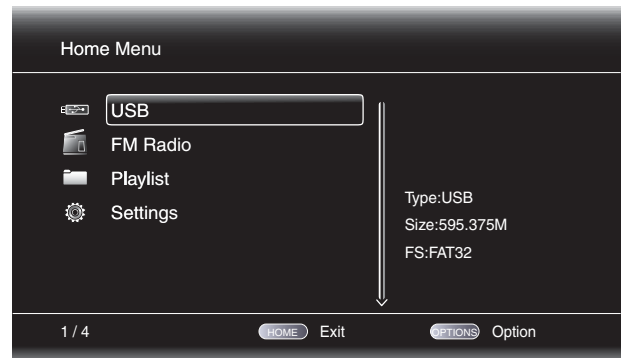 Home Menu
USB
FM Radio
Playlist
Settings
Type:USB
Size:595.375M
FS:FAT32
1 / 4 HOME Exit OPTIONS Option